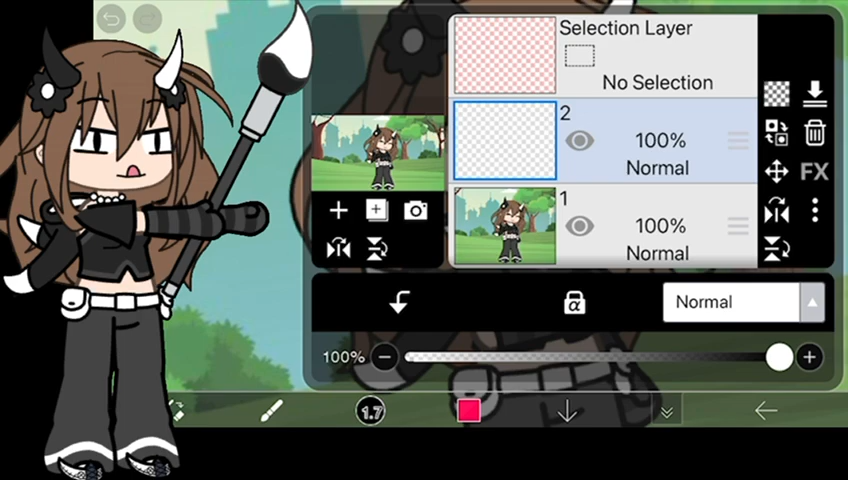 Selection Layer
No Selection
2
100%
Normal
1
100%
Normal
FX
α
Normal
100%
1.7